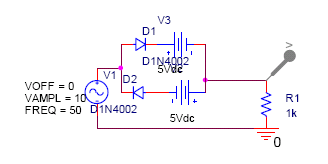 V3
D1
D1N4002
5Vdc
V1
D2
VOFF = 0
VAMPL = 10
FREQ = 50
D1N4002
5Vdc
R1
1k
0
V